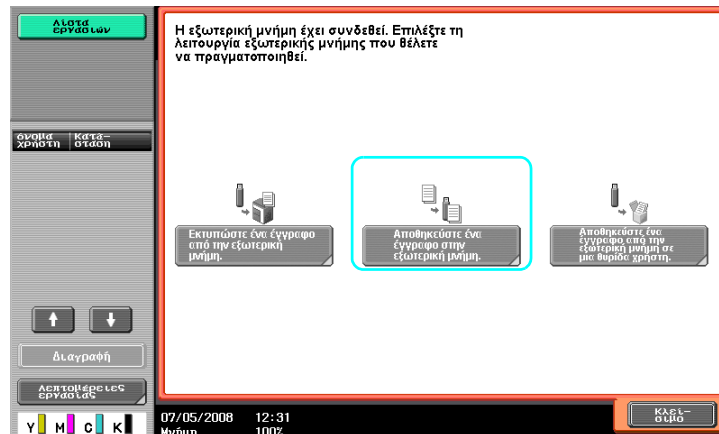 Λίστα
εργασιών
Η εξωτερική μνήμη έχει συνδεθεί. Επιλέξτε τη
λειτουργία εξωτερικής μνήμης που θέλετε
να πραγματοποιηθεί.
όνομα Κατά-
χρήστη σταση
Εκτυπώστε ένα έγγραφο
από την εξωτερική
μνήμη.
Αποθηκεύστε ένα
έγγραφο στην
εξωτερική μνήμη.
Αποθηκεύστε ένα
έγγραφο από την
εξωτερική μνήμη σε
μια θυρίδα χρήστη.
Διαγραφή
Λεπτομέρειες
εργασίας
Y M C K
07/05/2008 12:31
Μνήμη 100%
Κλεί-
σιμο